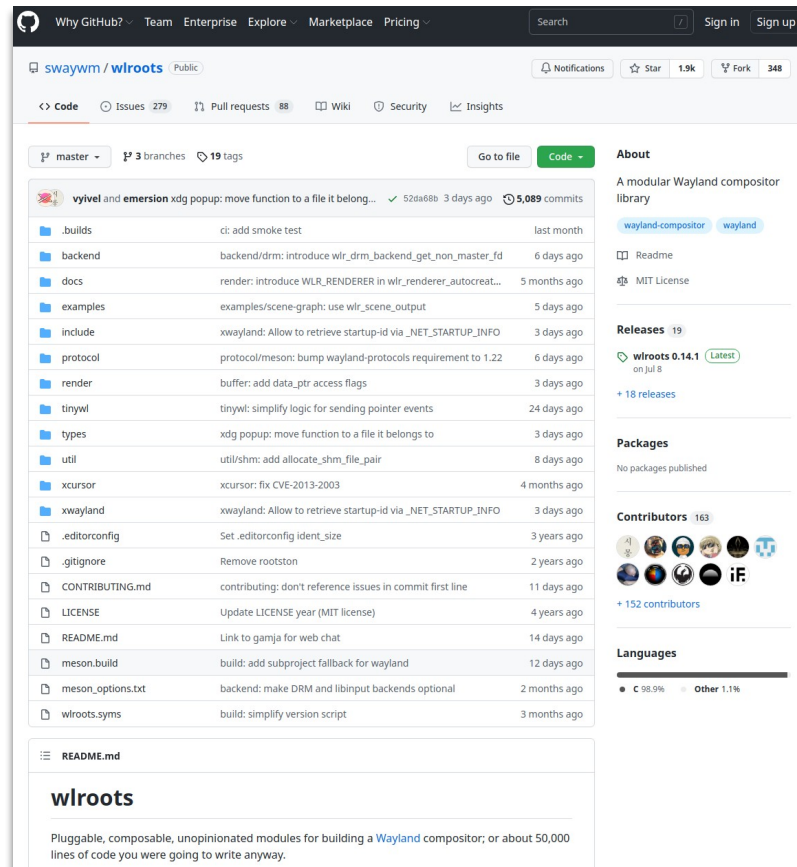 Why GitHub? Team Enterprise Explore Marketplace Pricing Search / Sign in Sign up
swaywm / wlroots Public
Notifications Star 1.9k Fork 348
Code Issues 279 Pull requests 88 Wiki Security Insights
master 3 branches 19 tags Go to file Code
vyivel and emersion xdg popup: move function to a file it belong... 52da68b 3 days ago 5,089 commits
.builds ci: add smoke test last month
backend backend/drm: introduce wlr_drm_backend_get_non_master_fd 6 days ago
docs render: introduce WLR_RENDERER in wlr_renderer_autocreat... 5 months ago
examples examples/scene-graph: use wlr_scene_output 5 days ago
include xwayland: Allow to retrieve startup-id via _NET_STARTUP_INFO 3 days ago
protocol protocol/meson: bump wayland-protocols requirement to 1.22 6 days ago
render buffer: add data_ptr access flags 3 days ago
tinywl tinywl: simplify logic for sending pointer events 24 days ago
types xdg popup: move function to a file it belongs to 3 days ago
util util/shm: add allocate_shm_file_pair 8 days ago
xcursor xcursor: fix CVE-2013-2003 4 months ago
xwayland xwayland: Allow to retrieve startup-id via _NET_STARTUP_INFO 3 days ago
.editorconfig Set .editorconfig ident_size 3 years ago
.gitignore Remove rootston 2 years ago
CONTRIBUTING.md contributing: don't reference issues in commit first line 11 days ago
LICENSE Update LICENSE year (MIT license) 4 years ago
README.md Link to gamja for web chat 14 days ago
meson.build build: add subproject fallback for wayland 12 days ago
meson_options.txt backend: make DRM and libinput backends optional 2 months ago
wlroots.syms build: simplify version script 3 months ago
README.md
wlroots
Pluggable, composable, unopinionated modules for building a Wayland compositor; or about 50,000
lines of code you were going to write anyway.
About
A modular Wayland compositor
library
wayland-compositor wayland
Readme
MIT License
Releases 19
wlroots 0.14.1 Latest
on Jul 8
+ 18 releases
Packages
No packages published
Contributors 163
iF
+ 152 contributors
Languages
C 98.9% Other 1.1%